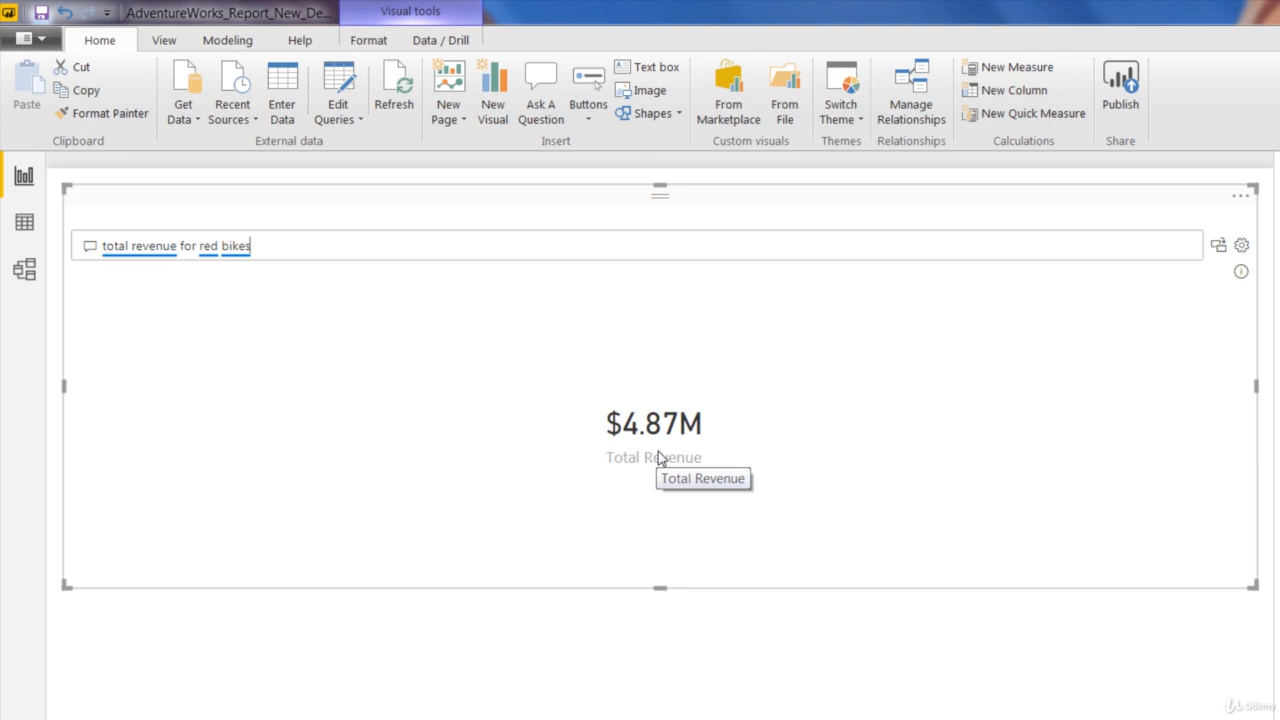 AdventureWorks_Report_New_De...
Visual tools
Home
View
Modeling
Help
Format
Data / Drill
Paste
Cut
Copy
Format Painter
Clipboard
Get Data
Recent Sources
Enter Data
Edit Queries
Refresh
External data
New Page
New Visual
Ask A Question
Buttons
Text box
Image
Shapes
Insert
From Marketplace
From File
Custom visuals
Switch Theme
Themes
Manage Relationships
Relationships
New Measure
New Column
New Quick Measure
Calculations
Publish
Share
total revenue for red bikes
$4.87M
Total Revenue
Total Revenue
Udemy